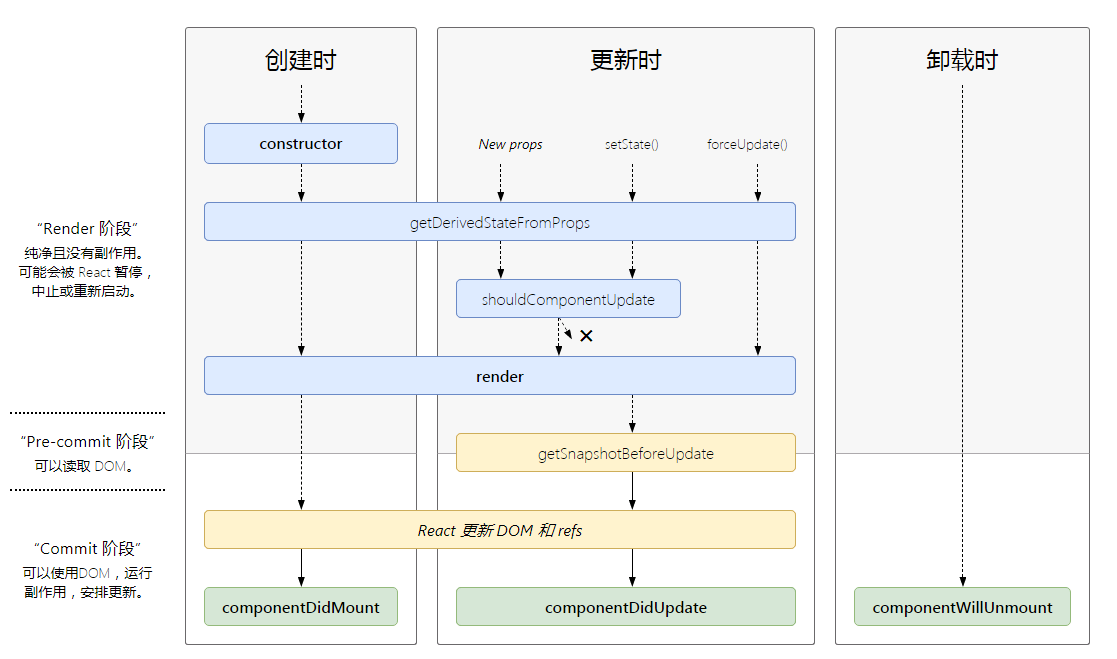 创建时
更新时
卸载时
constructor
New props
setState()
forceUpdate()
getDerivedStateFromProps
“Render 阶段”
纯净且没有副作用。
可能会被 React 暂停，
中止或重新启动。
shouldComponentUpdate
✕
render
“Pre-commit 阶段”
可以读取 DOM。
getSnapshotBeforeUpdate
React 更新 DOM 和 refs
“Commit 阶段”
可以使用DOM，运行
副作用，安排更新。
componentDidMount
componentDidUpdate
componentWillUnmount